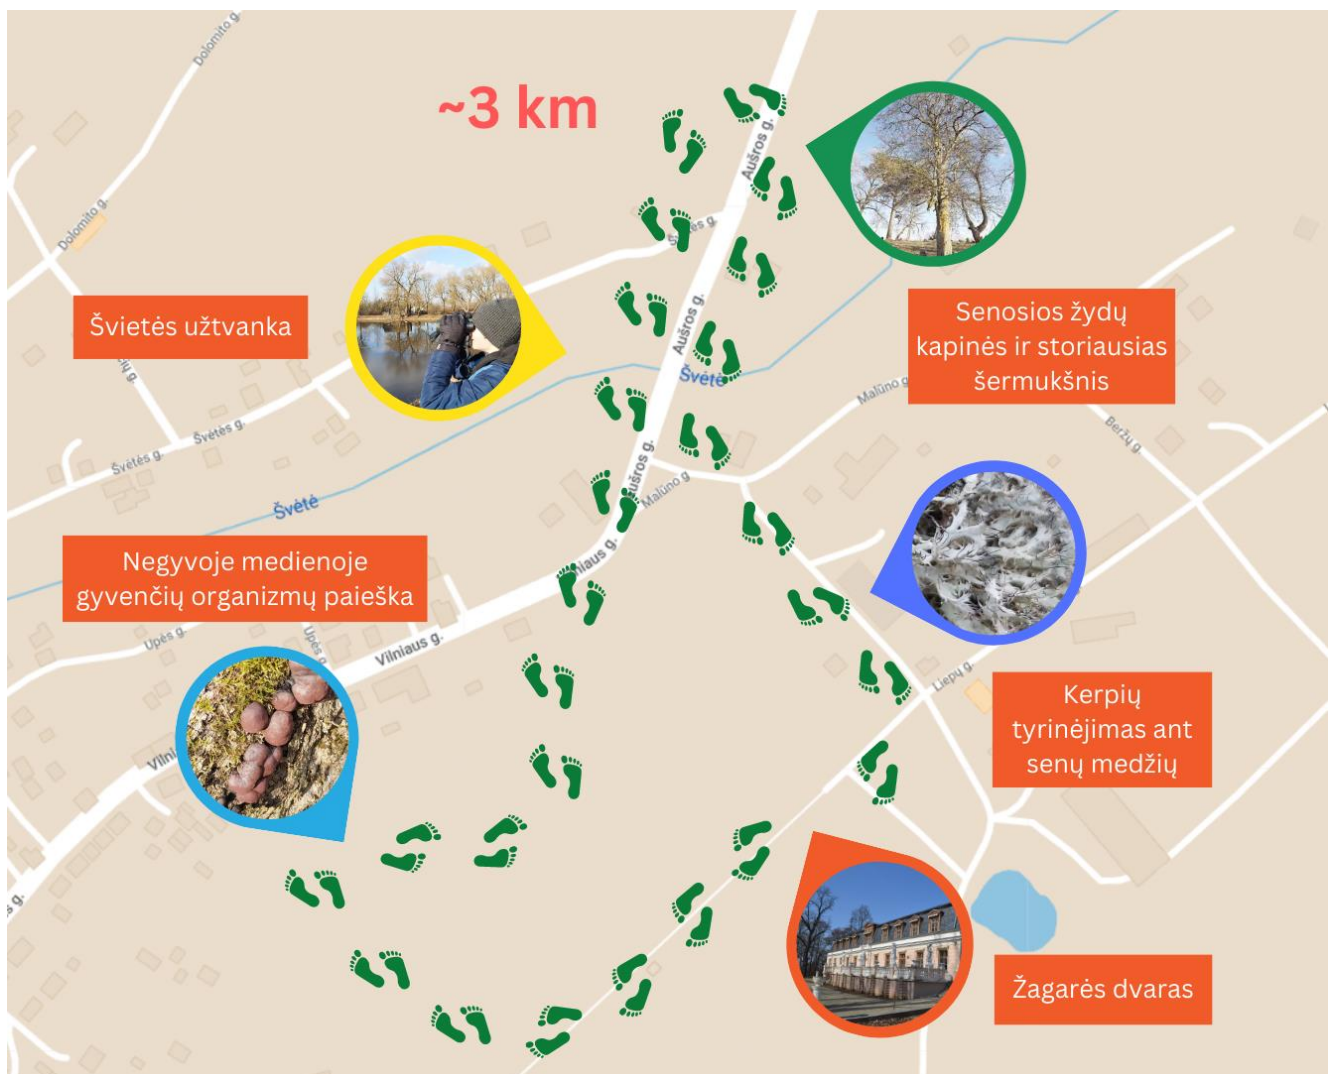 Dolomito g.
~3 km
Aušros g.
Dolomito g.
Švietės užtvanka
Senosios žydų
kapinės ir storiausias
šermukšnis
Aušros g.
Švėtė
Malūno g
Švėtės g.
Švėtės g.
Beržų g.
Aušros g.
Malūno g
Švėtė
Negyvoje medienoje
gyvenčių organizmų paieška
Vilniaus g.
Upės g.
Upės g.
Liepų g.
Kerpių
tyrinėjimas ant
senų medžių
Žagarės dvaras